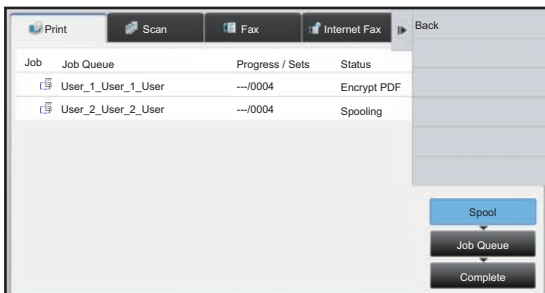 Print Scan Fax Internet Fax Back
Job Job Queue Progress / Sets Status
User_1_User_1_User ---/0004 Encrypt PDF
User_2_User_2_User ---/0004 Spooling
Spool
Job Queue
Complete